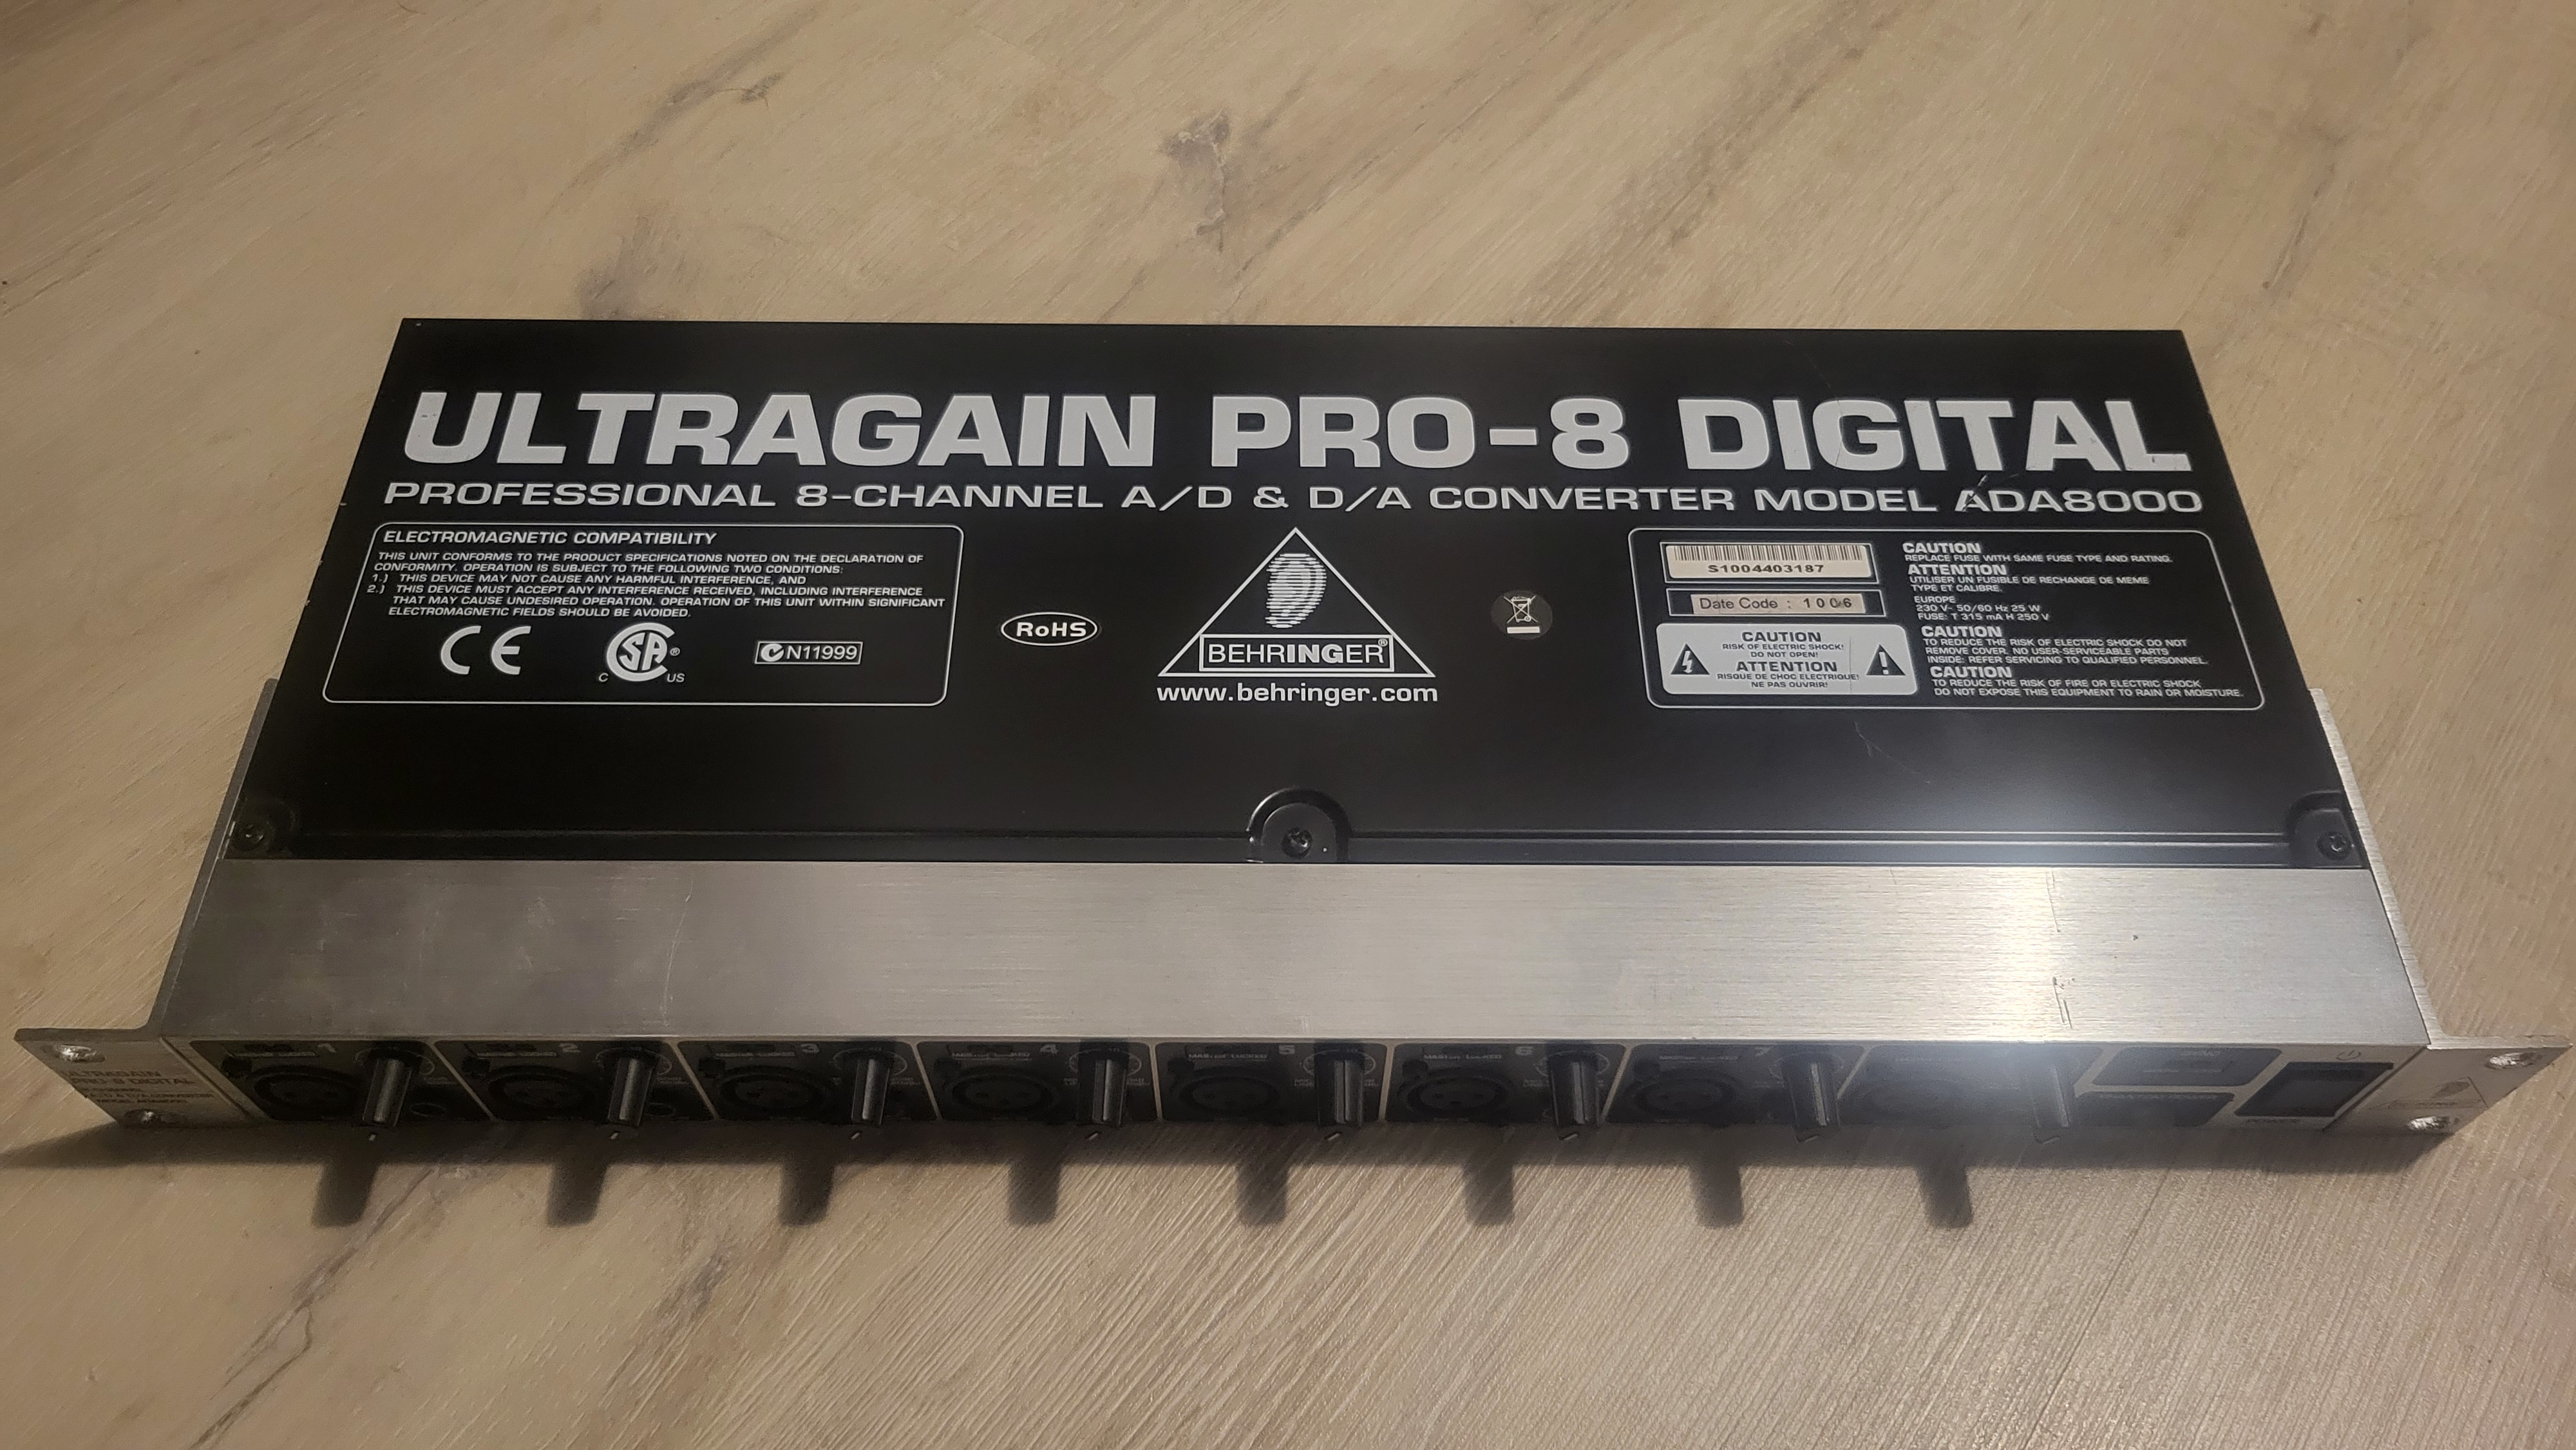 ULTRAGAIN PRO-8 DIGITAL
PROFESSIONAL 8-CHANNEL A/D & D/A CONVERTER MODEL ADA8000
ELECTROMAGNETIC COMPATIBILITY
THIS UNIT CONFORMS TO THE PRODUCT SPECIFICATIONS NOTED ON THE DECLARATION OF
CONFORMITY. OPERATION IS SUBJECT TO THE FOLLOWING TWO CONDITIONS:
1.) THIS DEVICE MAY NOT CAUSE ANY HARMFUL INTERFERENCE, AND
2.) THIS DEVICE MUST ACCEPT ANY INTERFERENCE RECEIVED, INCLUDING INTERFERENCE
THAT MAY CAUSE UNDESIRED OPERATION. OPERATION OF THIS UNIT WITHIN SIGNIFICANT
ELECTROMAGNETIC FIELDS SHOULD BE AVOIDED.
CE
C SA® US
N11999
RoHS
BEHRINGER®
www.behringer.com
S1004403187
Date Code : 1006
CAUTION
RISK OF ELECTRIC SHOCK!
DO NOT OPEN!
ATTENTION
RISQUE DE CHOC ELECTRIQUE!
NE PAS OUVRIR!
CAUTION
REPLACE FUSE WITH SAME FUSE TYPE AND RATING.
ATTENTION
UTILISER UN FUSIBLE DE RECHANGE DE MEME
TYPE ET CALIBRE.
EUROPE
230 V~ 50/60 Hz 25 W
FUSE: T 315 mA H 250 V
CAUTION
TO REDUCE THE RISK OF ELECTRIC SHOCK DO NOT
REMOVE COVER. NO USER-SERVICEABLE PARTS
INSIDE: REFER SERVICING TO QUALIFIED PERSONNEL.
CAUTION
TO REDUCE THE RISK OF FIRE OR ELECTRIC SHOCK
DO NOT EXPOSE THIS EQUIPMENT TO RAIN OR MOISTURE.
ULTRAGAIN
PRO-8 DIGITAL
1
2
3
4
5
6
7
POWER